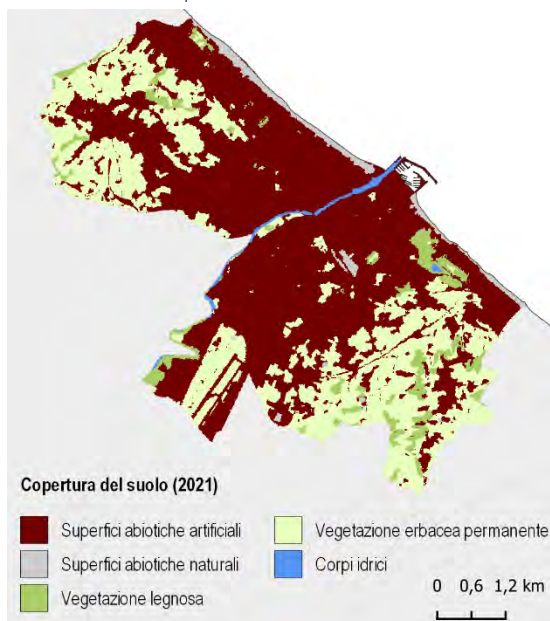 Copertura del suolo (2021)
Superfici abiotiche artificiali
Superfici abiotiche naturali
Vegetazione legnosa
Vegetazione erbacea permanente
Corpi idrici
0 0,6 1,2 km